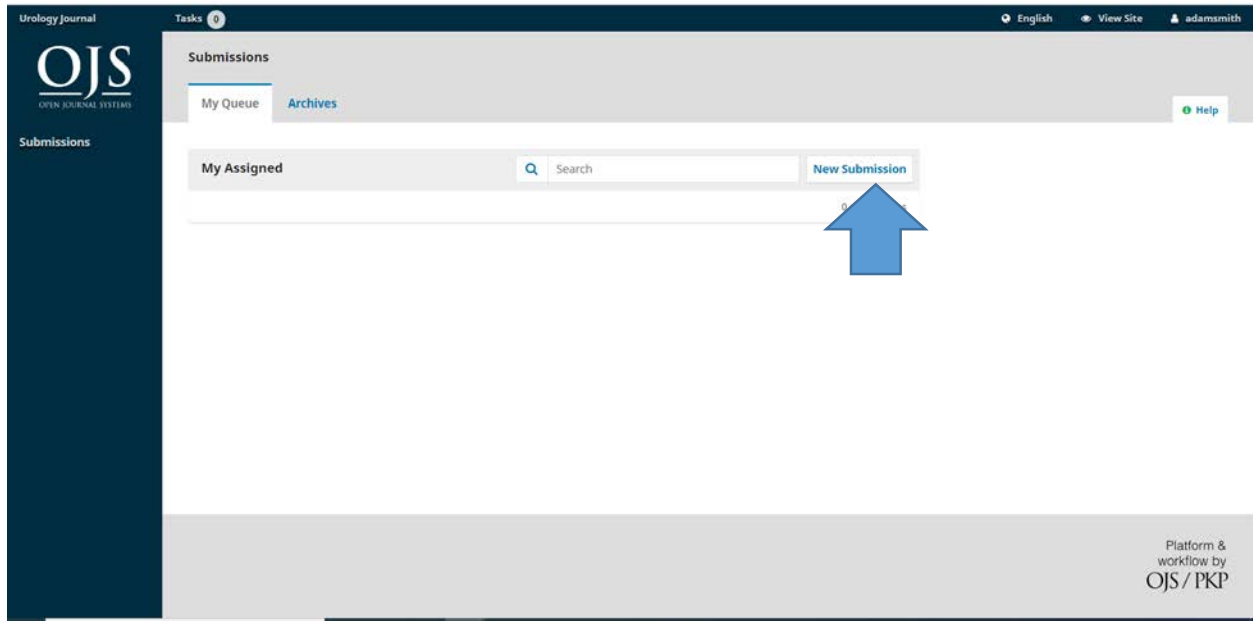 Urology Journal Tasks 0 English View Site adamsmith
OJS
OPEN JOURNAL SYSTEMS
Submissions
My Queue Archives
Help
Submissions
My Assigned Search New Submission
0
Platform &
workflow by
OJS / PKP